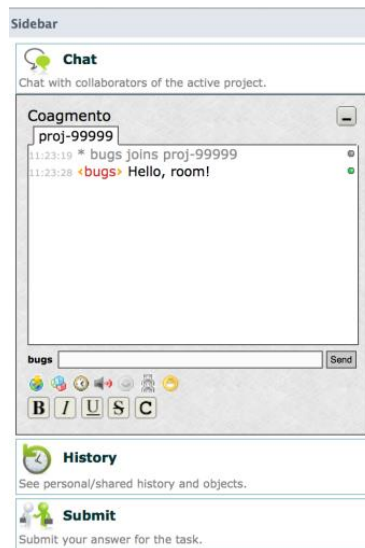 Sidebar
Chat
Chat with collaborators of the active project.
Coagmento
proj-99999
11:23:19 * bugs joins proj-99999
11:23:28 ‹bugs› Hello, room!
bugs Send
B I U S C
History
See personal/shared history and objects.
Submit
Submit your answer for the task.